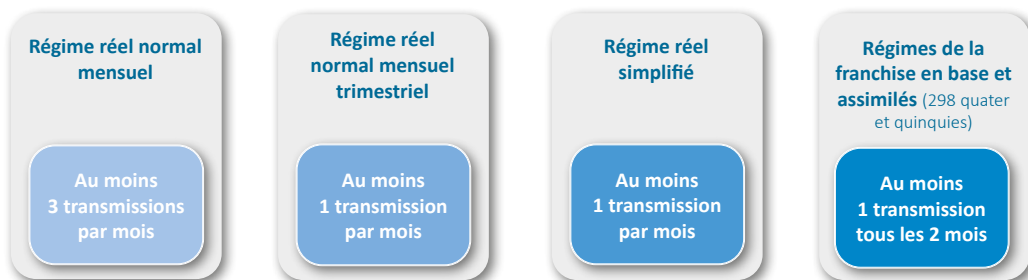 Régime réel normal
mensuel
Au moins
3 transmissions
par mois
Régime réel
normal mensuel
trimestriel
Au moins
1 transmission
par mois
Régime réel
simplifié
Au moins
1 transmission
par mois
Régimes de la
franchise en base et
assimilés (298 quater
et quinquies)
Au moins
1 transmission
tous les 2 mois